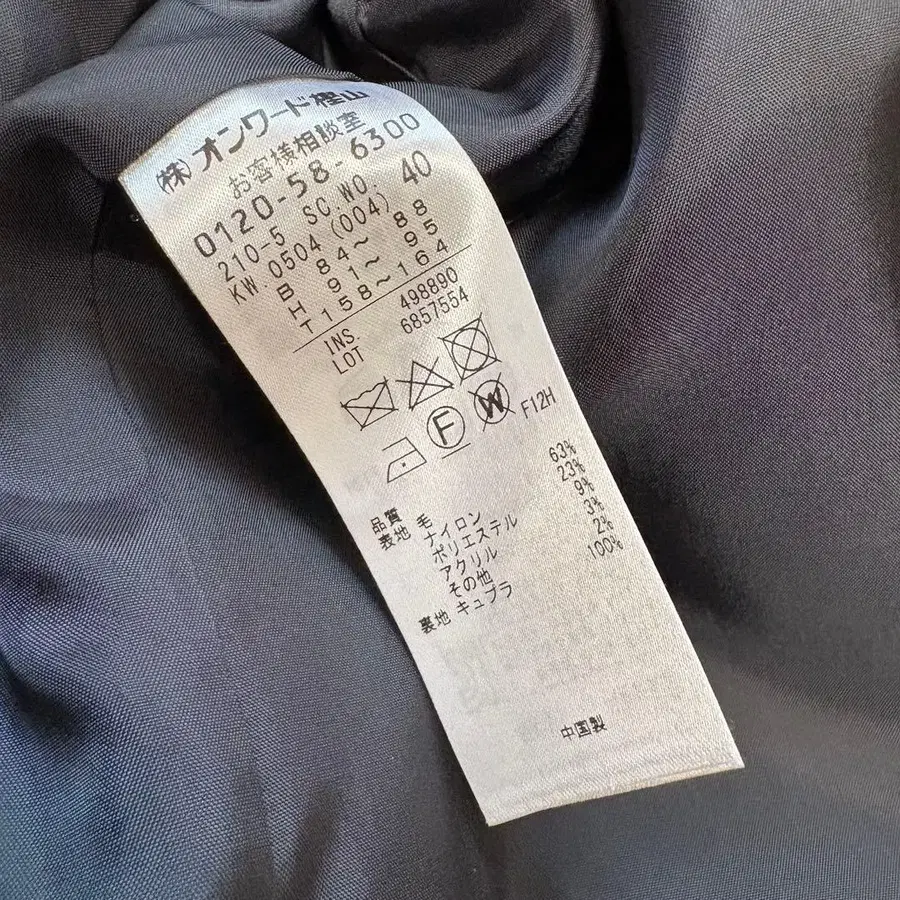 (株)オンワード樫山
お客様相談室
0120-58-6300
210-5 SC WO. 40
KW 0504 (004)
B 84～ 88
H 91～ 95
T158～164
INS. 498890
LOT 6857554
F W F12H
品質
表地 毛 63%
ナイロン 23%
ポリエステル 9%
アクリル 3%
その他 2%
裏地 キュプラ 100%
中国製